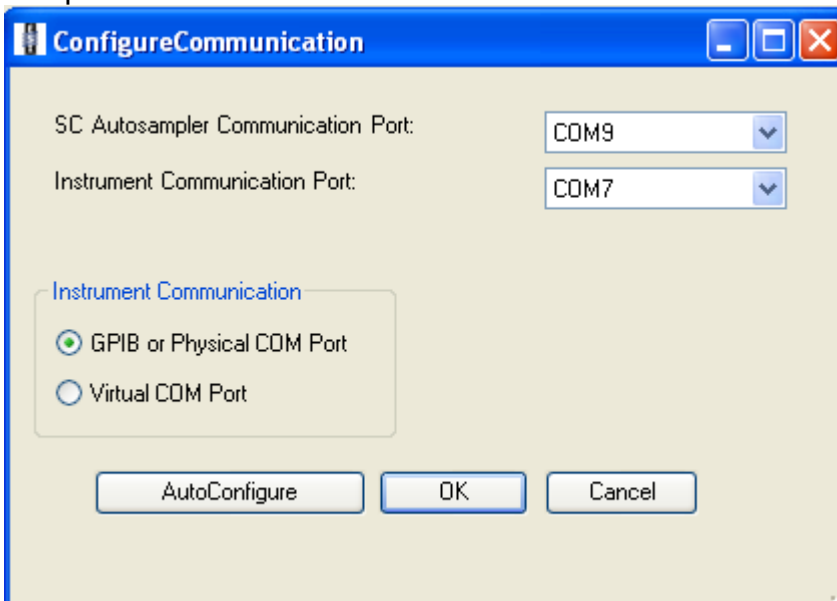 ConfigureCommunication
SC Autosampler Communication Port:
COM9
Instrument Communication Port:
COM7
Instrument Communication
GPIB or Physical COM Port
Virtual COM Port
AutoConfigure
OK
Cancel